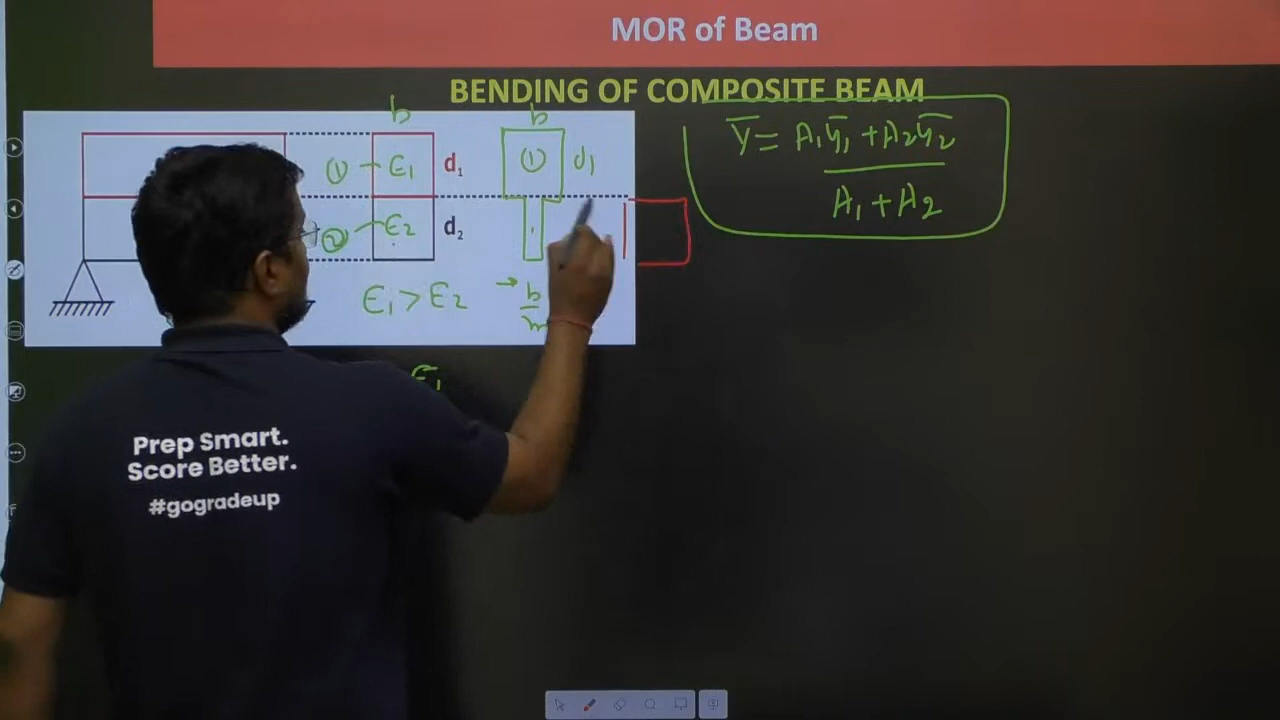 MOR of Beam
BENDING OF COMPOSITE BEAM
b
b
ȳ = A₁ȳ₁ + A₂ȳ₂
A₁ + A₂
① E₁ d₁
① d₁
② E₂ d₂
E₁ > E₂
b
m
E₁
Prep Smart.
Score Better.
#gogradeup